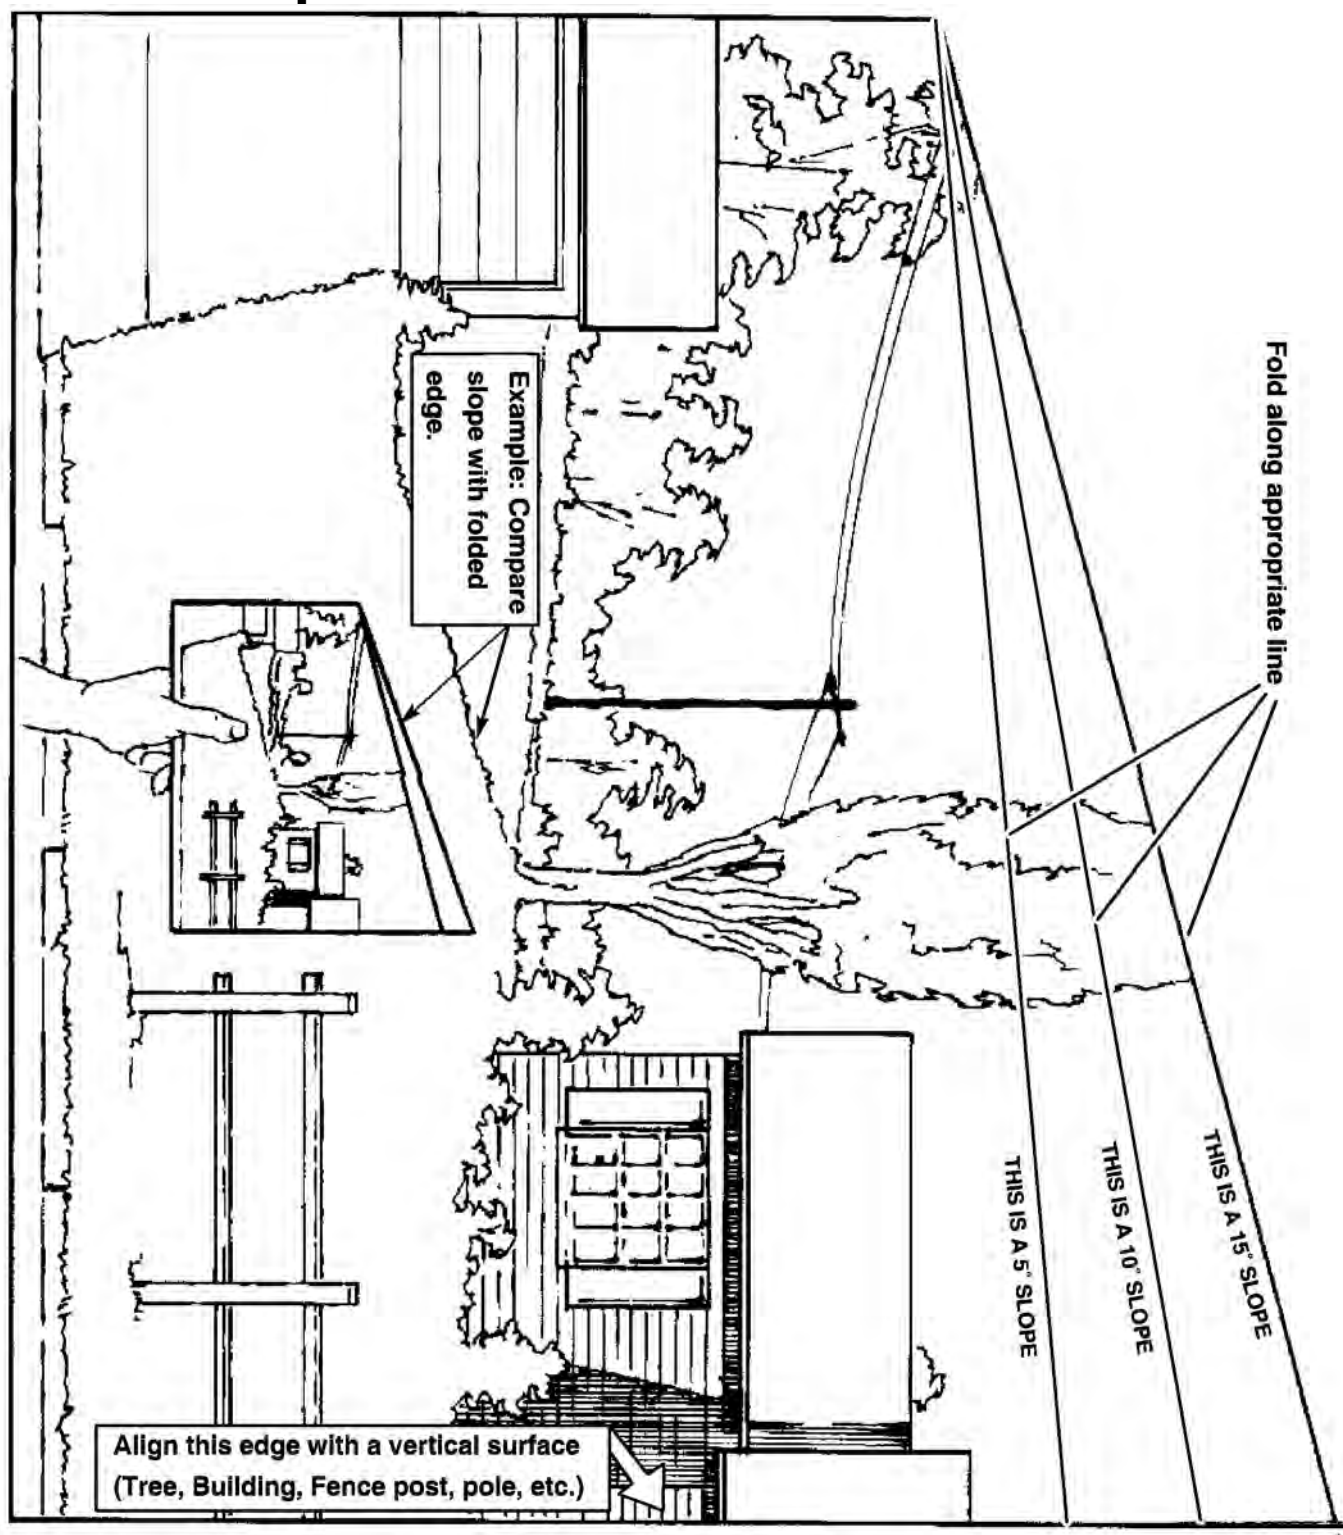 Fold along appropriate line
Example: Compare
slope with folded
edge.
THIS IS A 15° SLOPE
THIS IS A 10° SLOPE
THIS IS A 5° SLOPE
Align this edge with a vertical surface
(Tree, Building, Fence post, pole, etc.)